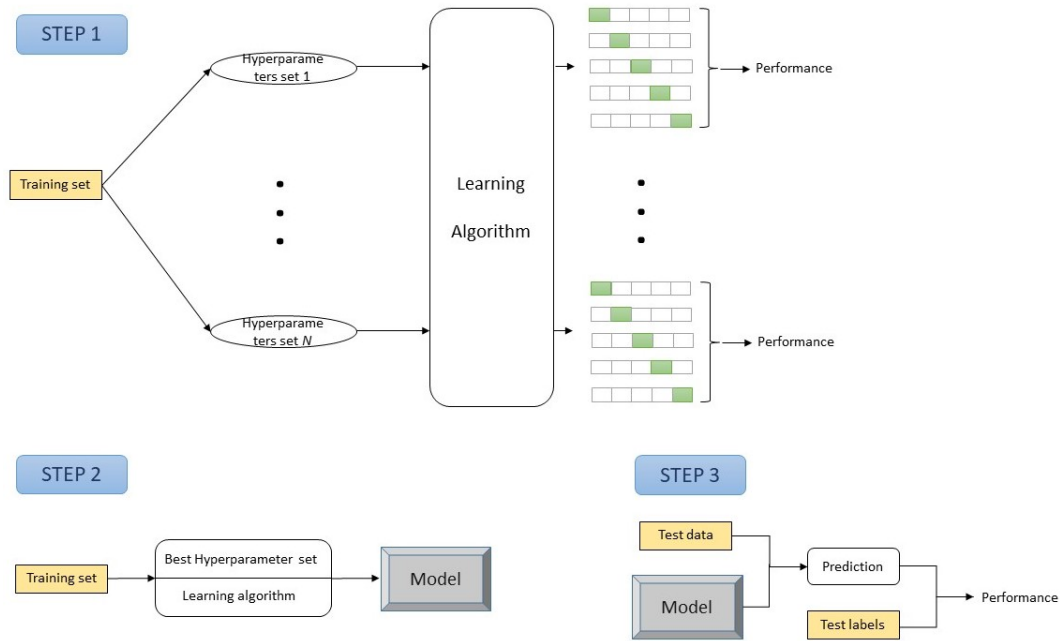 STEP 1
Hyperparame
ters set 1
Performance
Training set
Learning
Algorithm
Hyperparame
ters set N
Performance
STEP 2
STEP 3
Training set
Best Hyperparameter set
Learning algorithm
Model
Test data
Model
Prediction
Test labels
Performance